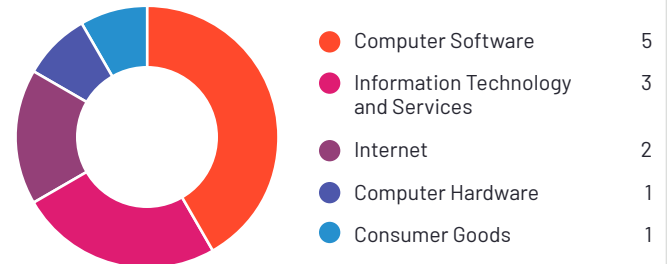 Computer Software 5
Information Technology 3
and Services
Internet 2
Computer Hardware 1
Consumer Goods 1